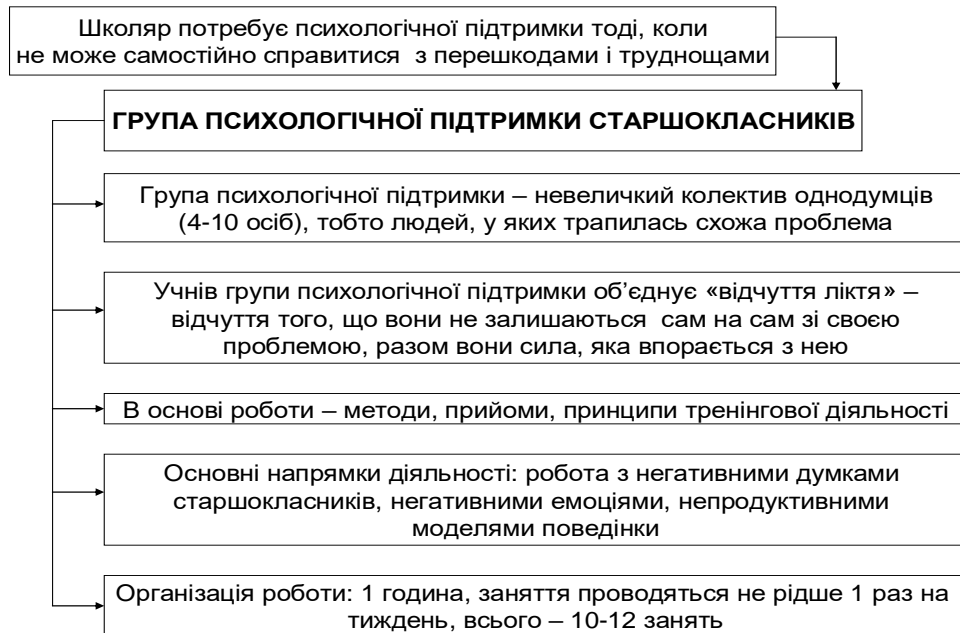 Школяр потребує психологічної підтримки тоді, коли
не може самостійно справитися з перешкодами і труднощами
ГРУПА ПСИХОЛОГІЧНОЇ ПІДТРИМКИ СТАРШОКЛАСНИКІВ
Група психологічної підтримки – невеличкий колектив однодумців
(4-10 осіб), тобто людей, у яких трапилась схожа проблема
Учнів групи психологічної підтримки об’єднує «відчуття ліктя» –
відчуття того, що вони не залишаються сам на сам зі своєю
проблемою, разом вони сила, яка впорається з нею
В основі роботи – методи, прийоми, принципи тренінгової діяльності
Основні напрямки діяльності: робота з негативними думками
старшокласників, негативними емоціями, непродуктивними
моделями поведінки
Організація роботи: 1 година, заняття проводяться не рідше 1 раз на
тиждень, всього – 10-12 занять